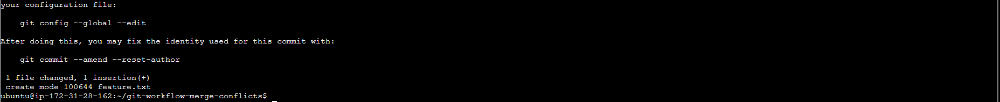 your configuration file:
git config --global --edit
After doing this, you may fix the identity used for this commit with:
git commit --amend --reset-author
1 file changed, 1 insertion(+)
create mode 100644 feature.txt
ubuntu@ip-172-31-28-162:~/git-workflow-merge-conflicts$